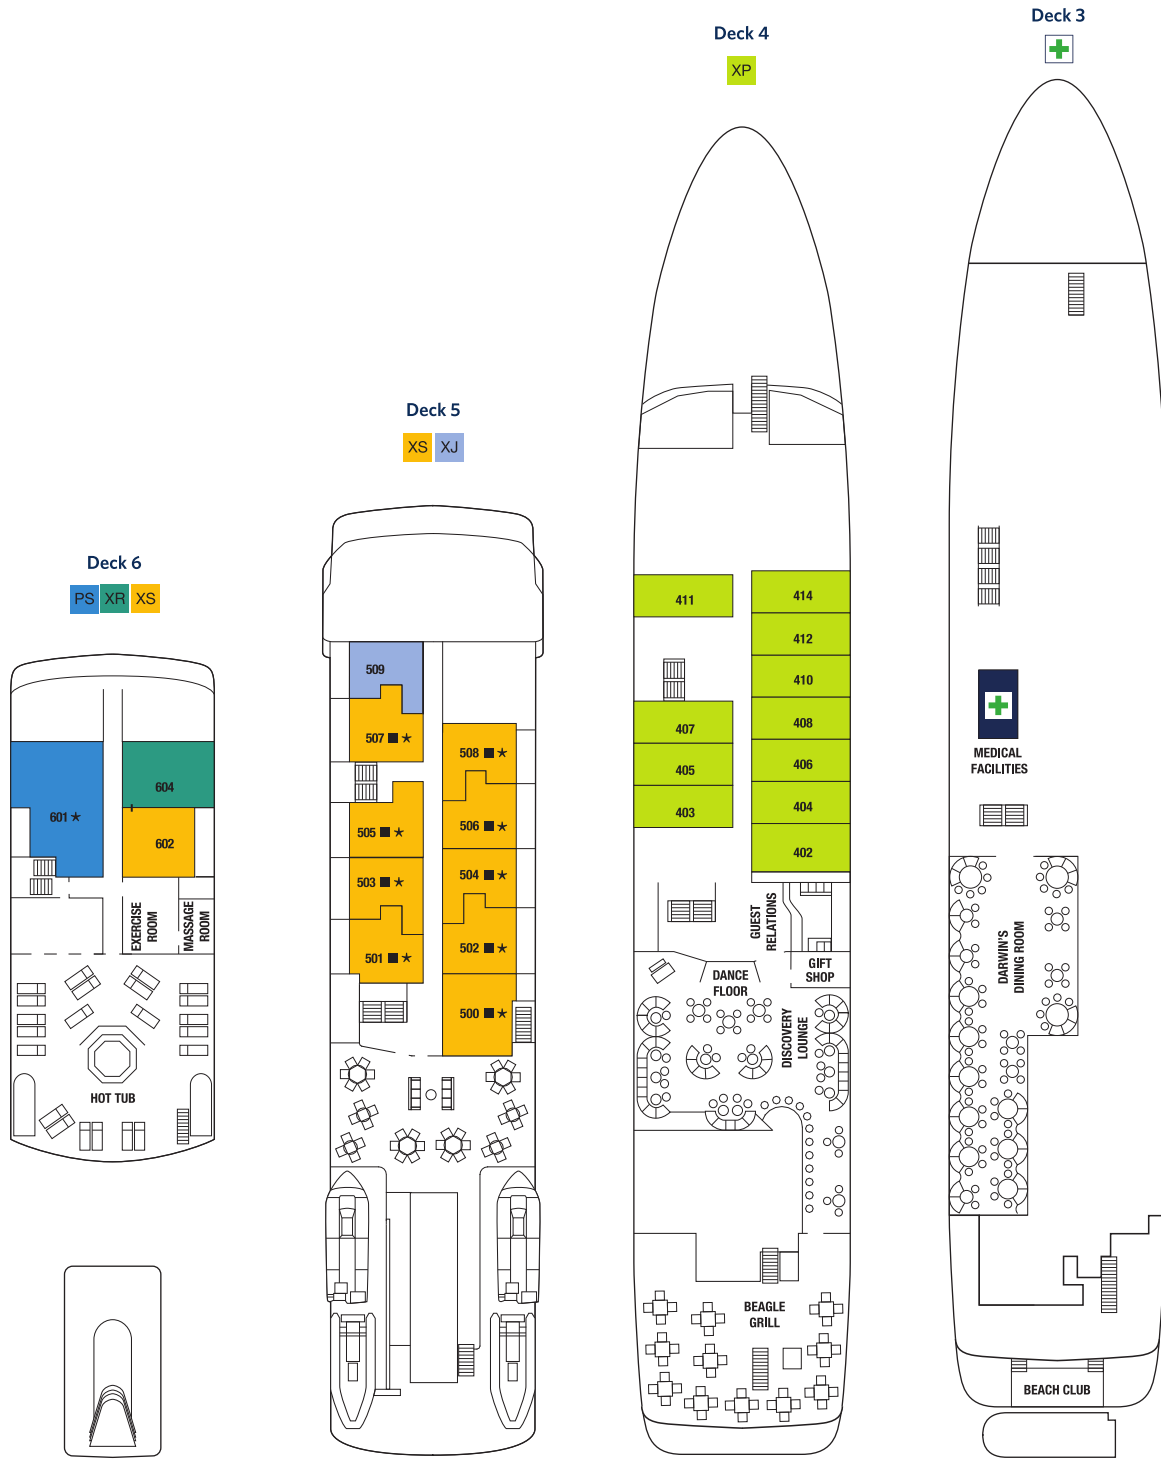 Deck 6
PS XR XS
601 ★
604
602
EXERCISE
ROOM
MASSAGE
ROOM
HOT TUB
Deck 5
XS XJ
509
507 ■ ★
508 ■ ★
505 ■ ★
506 ■ ★
503 ■ ★
504 ■ ★
501 ■ ★
502 ■ ★
500 ■ ★
Deck 4
XP
411
414
412
410
407
408
405
406
403
404
402
GUEST
RELATIONS
GIFT
SHOP
DANCE
FLOOR
DISCOVERY
LOUNGE
BEAGLE
GRILL
Deck 3
MEDICAL
FACILITIES
DARWIN'S
DINING ROOM
BEACH CLUB